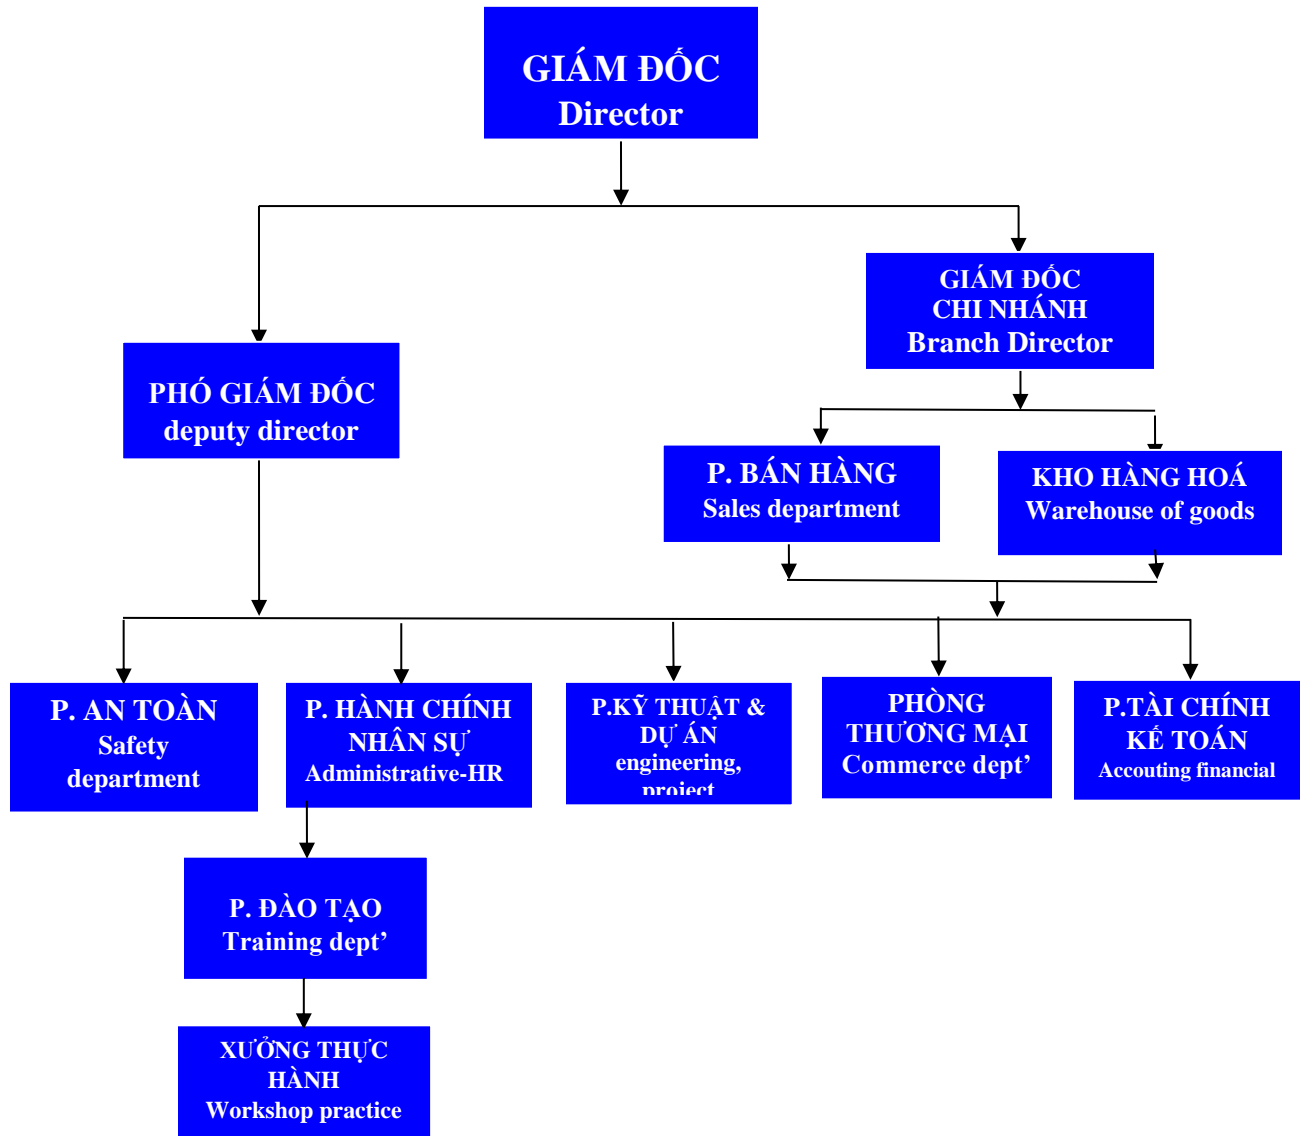 GIÁM ĐỐC
Director
GIÁM ĐỐC
CHI NHÁNH
Branch Director
PHÓ GIÁM ĐỐC
deputy director
P. BÁN HÀNG
Sales department
KHO HÀNG HOÁ
Warehouse of goods
P. AN TOÀN
Safety
department
P. HÀNH CHÍNH
NHÂN SỰ
Administrative-HR
P.KỸ THUẬT &
DỰ ÁN
engineering,
project
PHÒNG
THƯƠNG MẠI
Commerce dept’
P.TÀI CHÍNH
KẾ TOÁN
Accouting financial
P. ĐÀO TẠO
Training dept’
XƯỞNG THỰC
HÀNH
Workshop practice